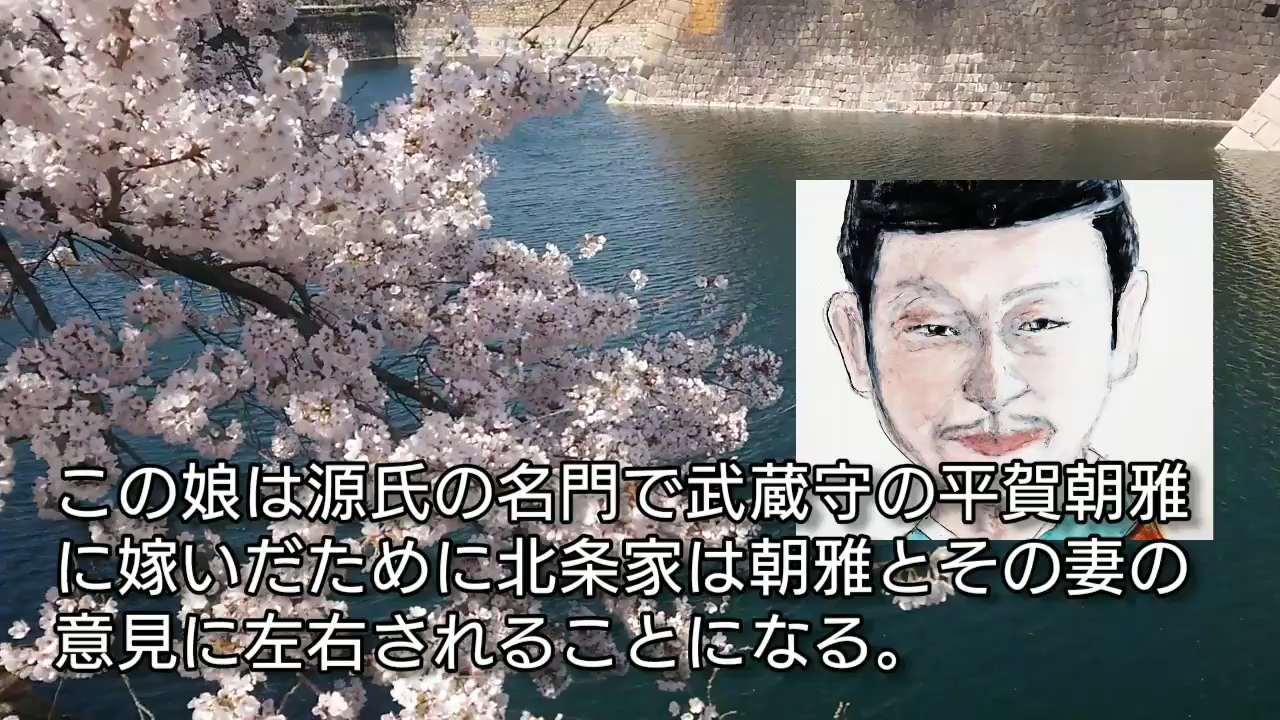 この娘は源氏の名門で武蔵守の平賀朝雅
に嫁いだために北条家は朝雅とその妻の
意見に左右されることになる。